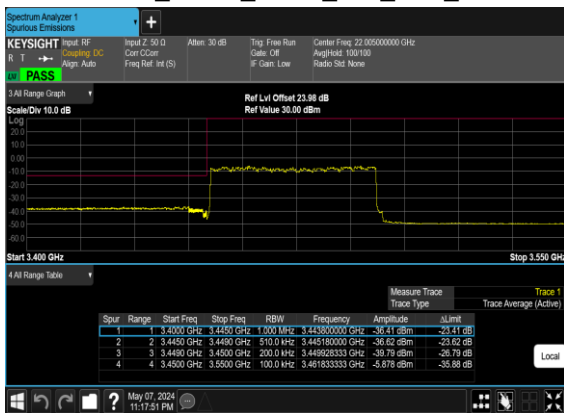 Spectrum Analyzer 1
Spurious Emissions
KEYSIGHT Input: RF Input Z: 50 Ω Atten: 30 dB Trig: Free Run Center Freq: 22.005000000 GHz
R T Coupling: DC Corr CCorr Gate: Off AvgHold: 100/100
Align: Auto Freq Ref: Int (S) IF Gain: Low Radio Std: None
PASS
3 All Range Graph
Ref Lvl Offset 23.98 dB
Scale/Div 10.0 dB Ref Value 30.00 dBm
Log
20.0
10.0
0.00
-10.0
-20.0
-30.0
-40.0
-50.0
-60.0
Start 3.400 GHz Stop 3.550 GHz
4 All Range Table
Measure Trace Trace 1
Trace Type Trace Average (Active)
Spur Range Start Freq Stop Freq RBW Frequency Amplitude ΔLimit
1 1 3.4000 GHz 3.4450 GHz 1.000 MHz 3.443800000 GHz -36.41 dBm -23.41 dB
2 2 3.4450 GHz 3.4490 GHz 510.0 kHz 3.445180000 GHz -36.62 dBm -23.62 dB
3 3 3.4490 GHz 3.4500 GHz 200.0 kHz 3.449928333 GHz -39.79 dBm -26.79 dB
4 4 3.4500 GHz 3.5500 GHz 100.0 kHz 3.461833333 GHz -5.878 dBm -35.88 dB
Local
May 07, 2024
11:17:51 PM